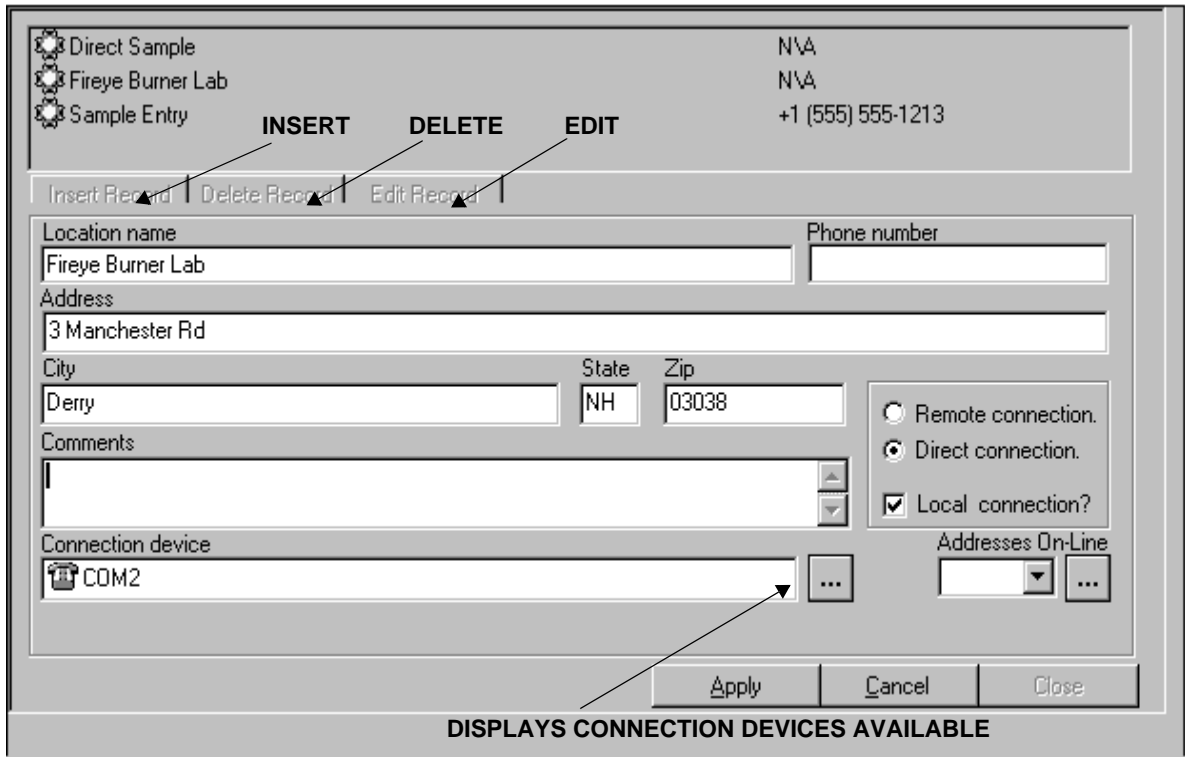 Direct Sample N\A
Fireye Burner Lab N\A
Sample Entry +1 (555) 555-1213
INSERT DELETE EDIT
Insert Record Delete Record Edit Record
Location name Phone number
Fireye Burner Lab
Address
3 Manchester Rd
City State Zip
Derry NH 03038
Remote connection.
Comments
Direct connection.
Local connection?
Connection device Addresses On-Line
COM2 ... ...
Apply Cancel Close
DISPLAYS CONNECTION DEVICES AVAILABLE